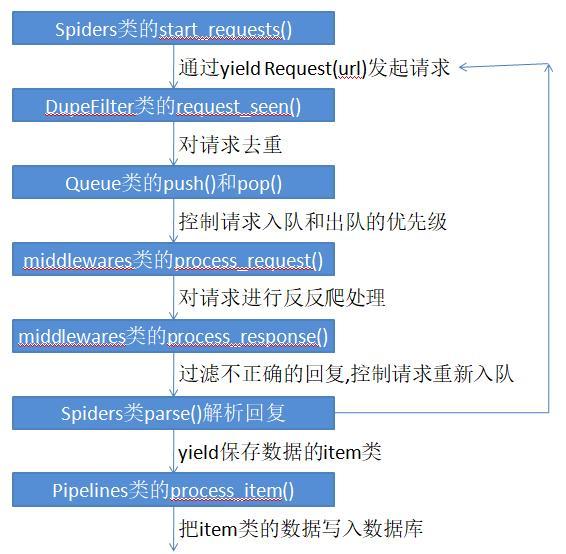 Spiders类的start_requests()
通过yield Request(url)发起请求
DupeFilter类的request_seen()
对请求去重
Queue类的push()和pop()
控制请求入队和出队的优先级
middlewares类的process_request()
对请求进行反反爬处理
middlewares类的process_response()
过滤不正确的回复,控制请求重新入队
Spiders类parse()解析回复
yield保存数据的item类
Pipelines类的process_item()
把item类的数据写入数据库